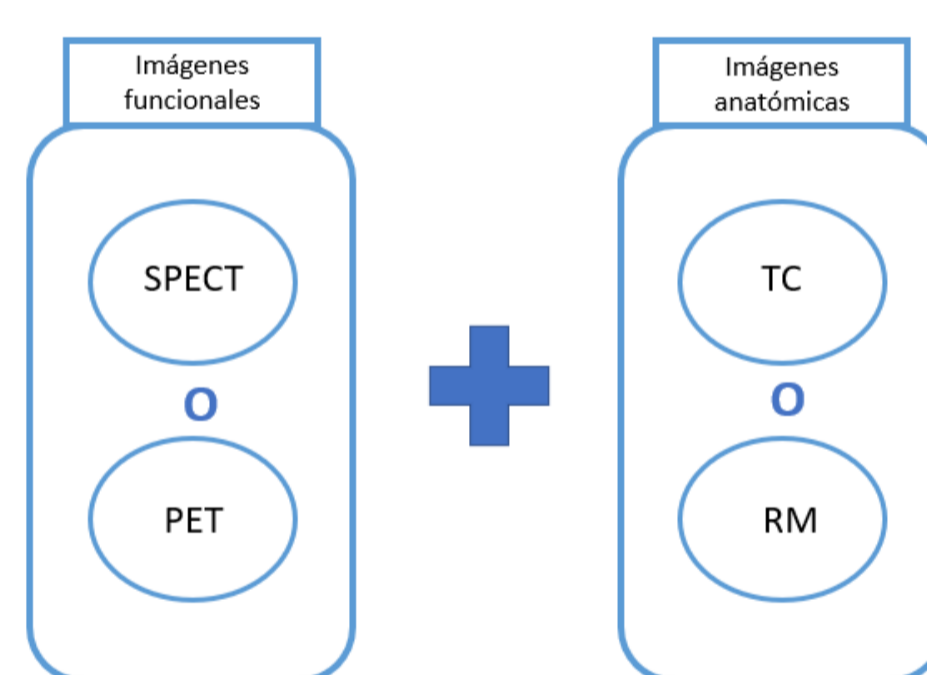 Imágenes
funcionales
SPECT
O
PET
Imágenes
anatómicas
TC
O
RM